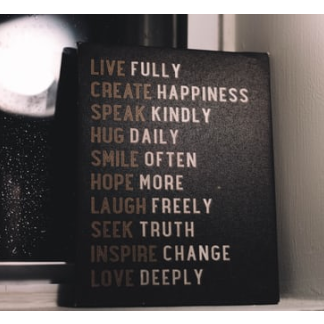 LIVE FULLY
CREATE HAPPINESS
SPEAK KINDLY
HUG DAILY
SMILE OFTEN
HOPE MORE
LAUGH FREELY
SEEK TRUTH
INSPIRE CHANGE
LOVE DEEPLY